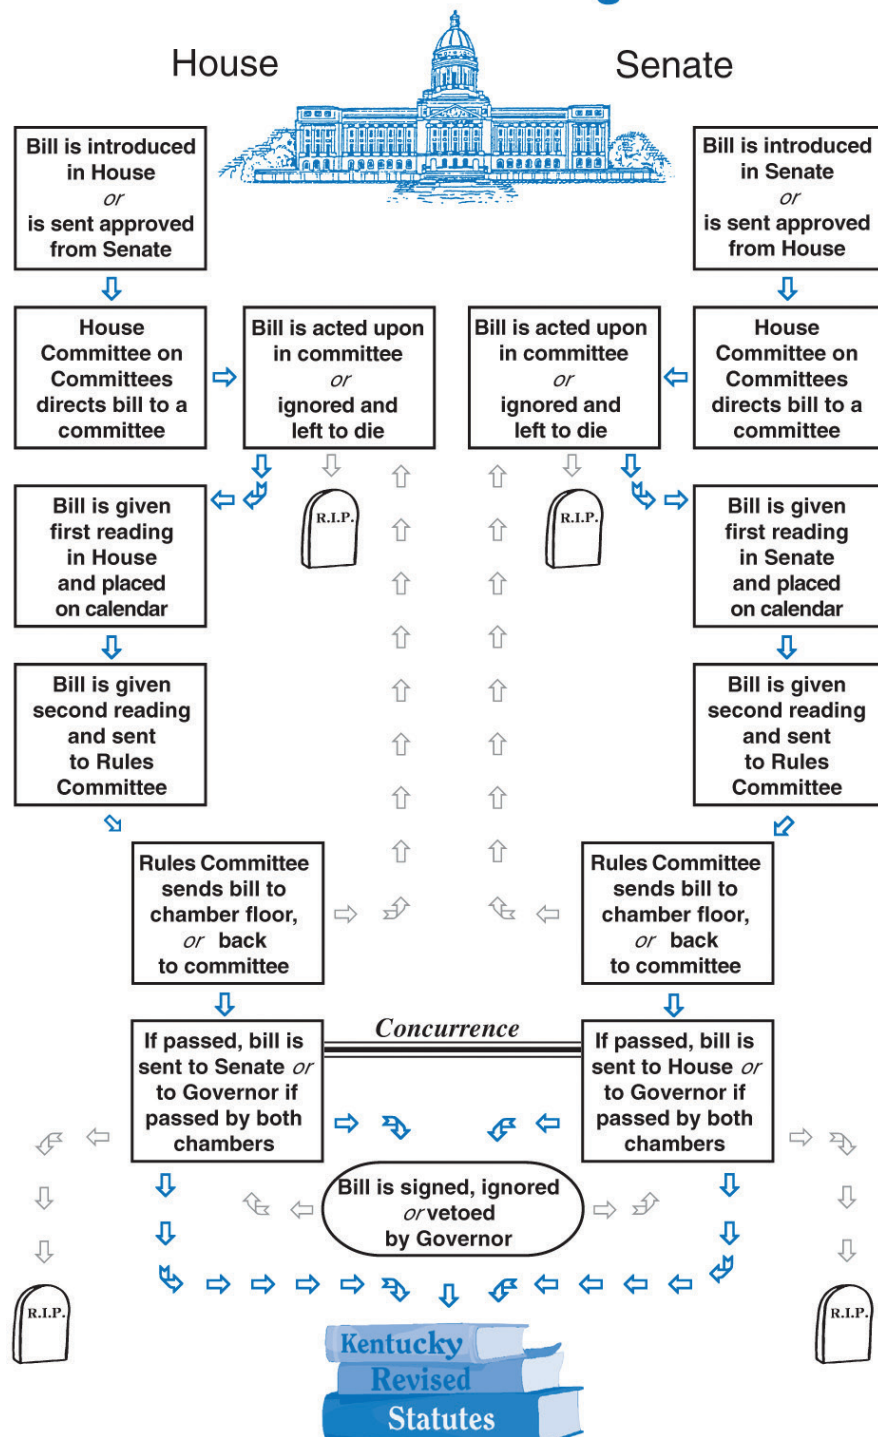 House
Senate
Bill is introduced
in House
or
is sent approved
from Senate
Bill is introduced
in Senate
or
is sent approved
from House
House
Committee on
Committees
directs bill to a
committee
Bill is acted upon
in committee
or
ignored and
left to die
Bill is acted upon
in committee
or
ignored and
left to die
House
Committee on
Committees
directs bill to a
committee
R.I.P.
R.I.P.
Bill is given
first reading
in House
and placed
on calendar
Bill is given
first reading
in Senate
and placed
on calendar
Bill is given
second reading
and sent
to Rules
Committee
Bill is given
second reading
and sent
to Rules
Committee
Rules Committee
sends bill to
chamber floor,
or back
to committee
Rules Committee
sends bill to
chamber floor,
or back
to committee
Concurrence
If passed, bill is
sent to Senate or
to Governor if
passed by both
chambers
If passed, bill is
sent to House or
to Governor if
passed by both
chambers
Bill is signed, ignored
or vetoed
by Governor
R.I.P.
R.I.P.
Kentucky
Revised
Statutes